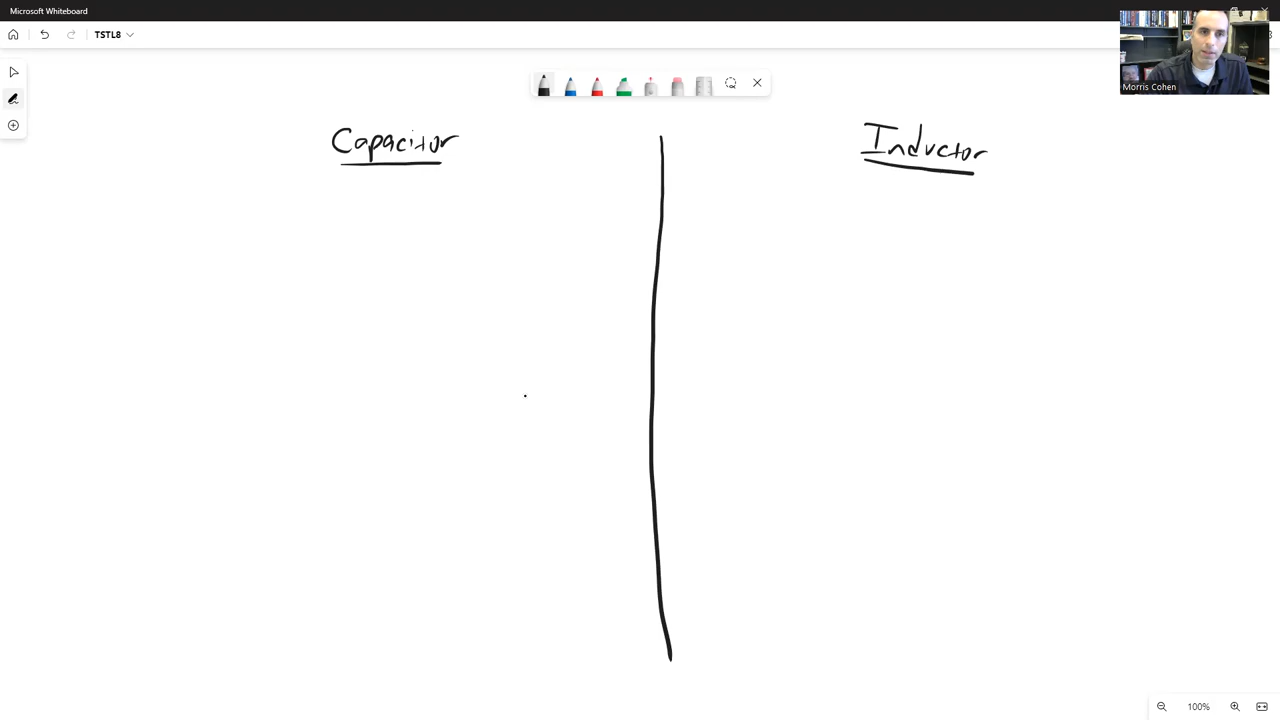 Microsoft Whiteboard
TSTL8
Morris Cohen
Capacitor
Inductor
100%